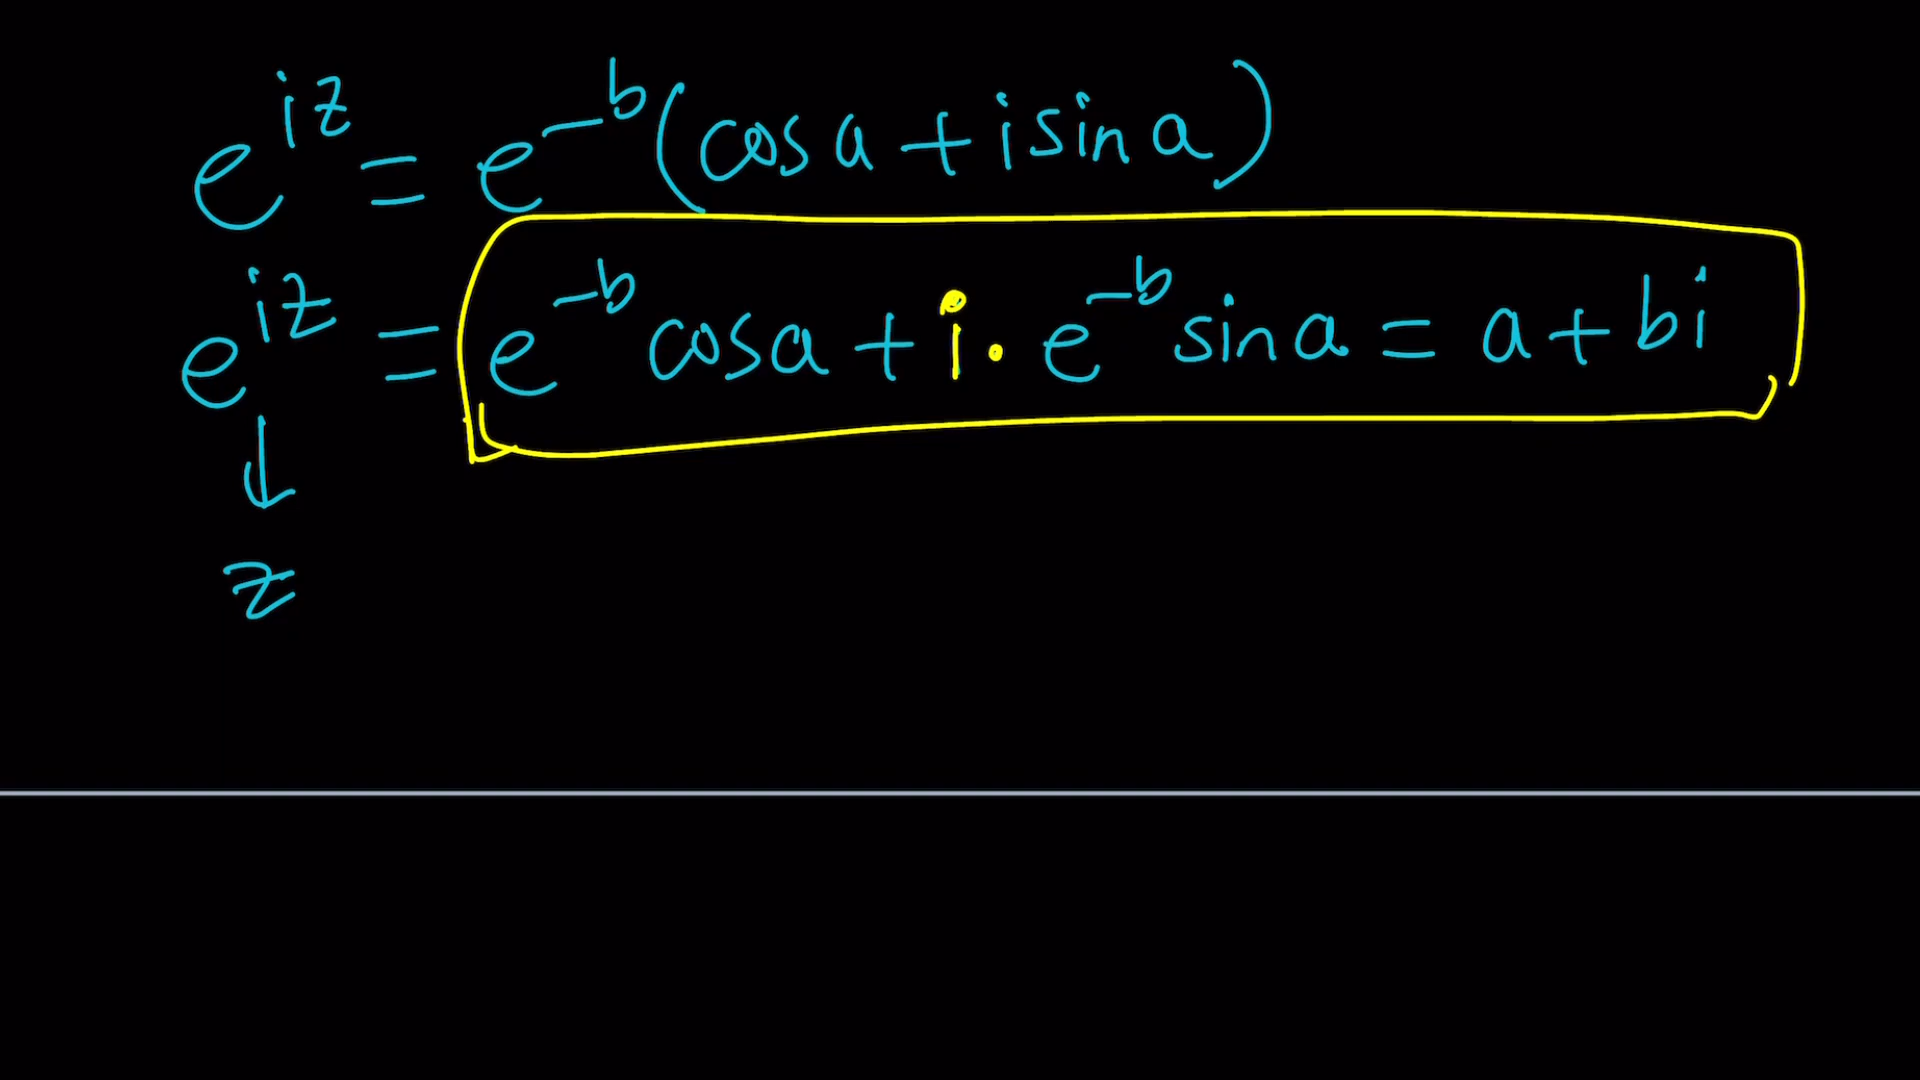 e^{iz} = e^{-b}(cos a + i sin a)
e^{iz} = e^{-b} cos a + i · e^{-b} sin a = a + bi
↓
z